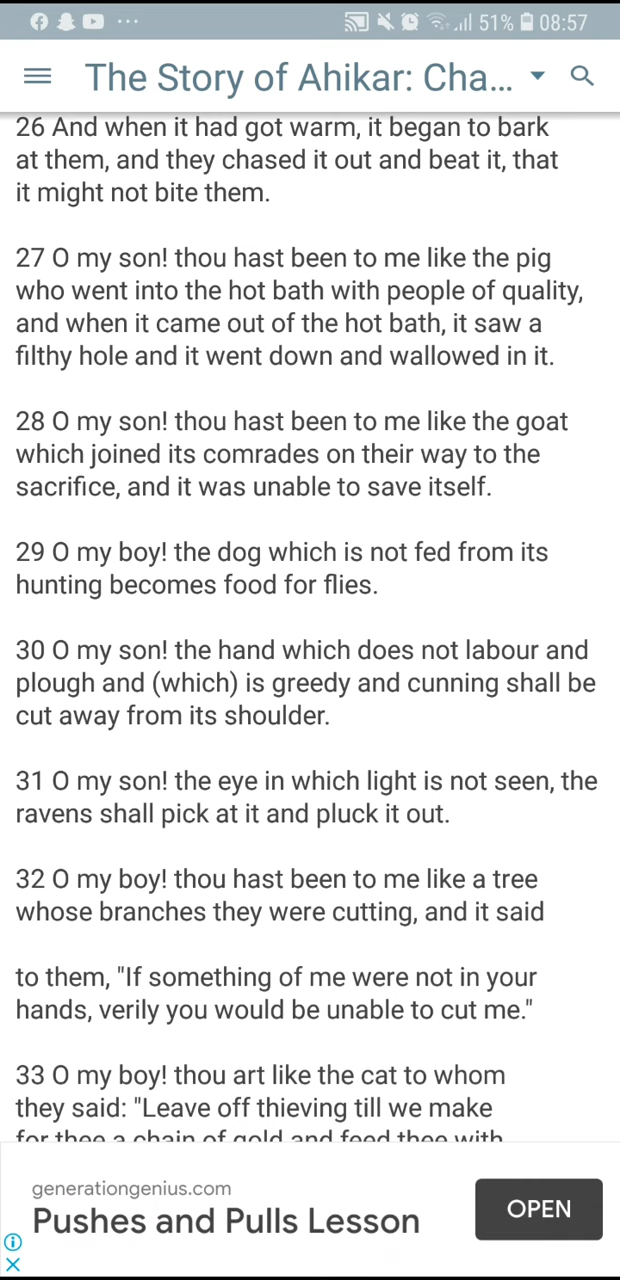 51% 08:57
The Story of Ahikar: Cha...
26 And when it had got warm, it began to bark
at them, and they chased it out and beat it, that
it might not bite them.
27 O my son! thou hast been to me like the pig
who went into the hot bath with people of quality,
and when it came out of the hot bath, it saw a
filthy hole and it went down and wallowed in it.
28 O my son! thou hast been to me like the goat
which joined its comrades on their way to the
sacrifice, and it was unable to save itself.
29 O my boy! the dog which is not fed from its
hunting becomes food for flies.
30 O my son! the hand which does not labour and
plough and (which) is greedy and cunning shall be
cut away from its shoulder.
31 O my son! the eye in which light is not seen, the
ravens shall pick at it and pluck it out.
32 O my boy! thou hast been to me like a tree
whose branches they were cutting, and it said
to them, "If something of me were not in your
hands, verily you would be unable to cut me."
33 O my boy! thou art like the cat to whom
they said: "Leave off thieving till we make
for thee a chain of gold and feed thee with
generationgenius.com
Pushes and Pulls Lesson
OPEN